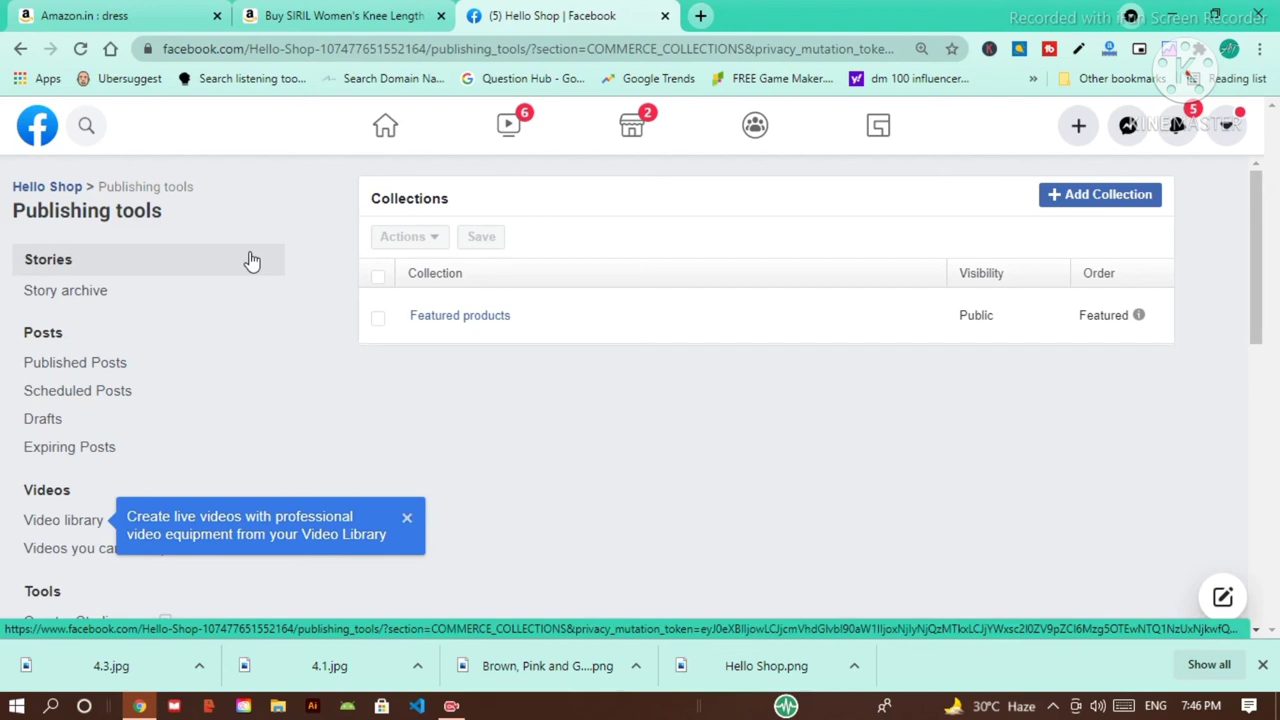 Amazon.in : dress
Buy SIRIL Women's Knee Length
(5) Hello Shop | Facebook
Recorded with iTop Screen Recorder
facebook.com/Hello-Shop-107477651552164/publishing_tools/?section=COMMERCE_COLLECTIONS&privacy_mutation_toke...
Apps
Ubersuggest
Search listening too...
Search Domain Na...
Question Hub - Go...
Google Trends
FREE Game Maker....
dm 100 influencer...
»
Other bookmarks
Reading list
6
2
5
KINEMASTER
Hello Shop > Publishing tools
Publishing tools
Stories
Story archive
Posts
Published Posts
Scheduled Posts
Drafts
Expiring Posts
Videos
Video library
Videos you ca
Tools
Create live videos with professional
video equipment from your Video Library
Collections
+ Add Collection
Actions
Save
Collection
Visibility
Order
Featured products
Public
Featured
4.3.jpg
4.1.jpg
Brown, Pink and G....png
Hello Shop.png
Show all
30°C Haze
ENG
7:46 PM